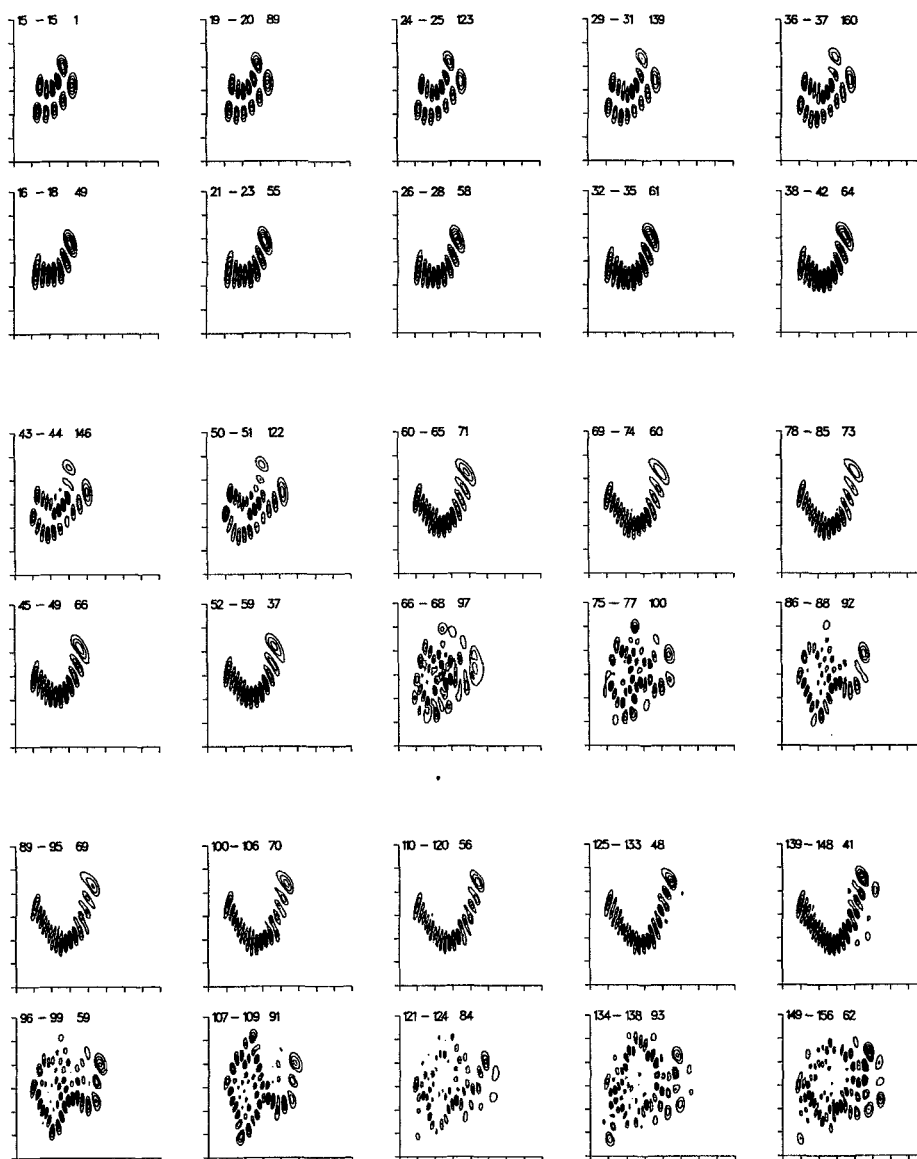 15 – 15 1
19 – 20 89
24 – 25 123
29 – 31 139
36 – 37 160
16 – 18 49
21 – 23 55
26 – 28 58
32 – 35 61
38 – 42 64
43 – 44 146
50 – 51 122
60 – 65 71
69 – 74 60
78 – 85 73
45 – 49 66
52 – 59 37
66 – 68 97
75 – 77 100
86 – 88 92
89 – 95 69
100 – 106 70
110 – 120 56
125 – 133 48
139 – 148 41
96 – 99 59
107 – 109 91
121 – 124 84
134 – 138 93
149 – 156 62